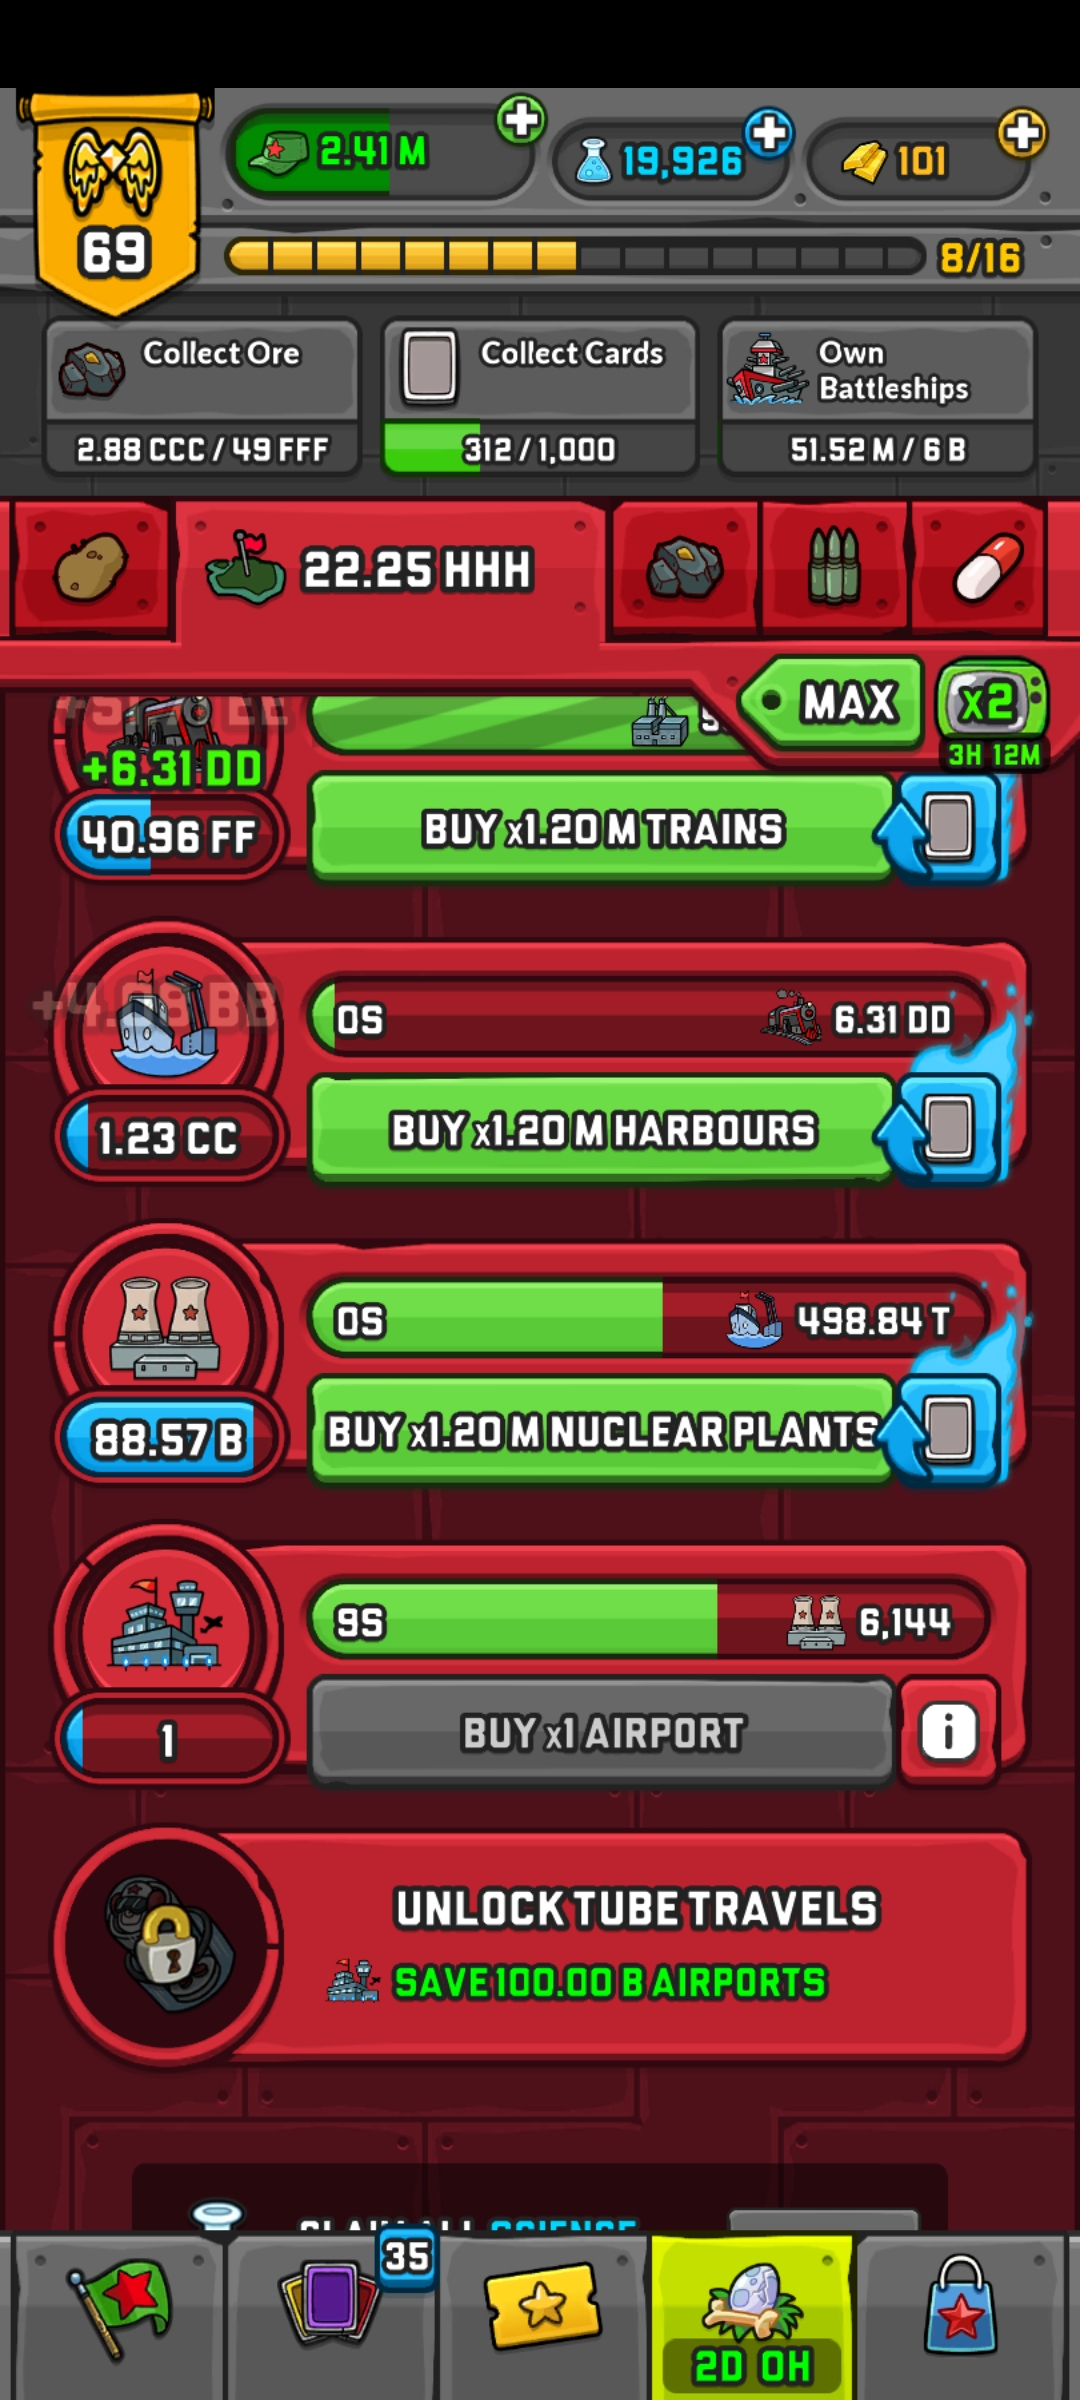 2.41 M
19,926
101
69
8/16
Collect Ore
2.88 CCC / 49 FFF
Collect Cards
312 / 1,000
Own
Battleships
51.52 M / 6 B
22.25 HHH
MAX
x2
3H 12M
+6.31 DD
40.96 FF
BUY x1.20 M TRAINS
0S
6.31 DD
1.23 CC
BUY x1.20 M HARBOURS
0S
498.84 T
88.57 B
BUY x1.20 M NUCLEAR PLANTS
9S
6,144
1
BUY x1 AIRPORT
i
UNLOCK TUBE TRAVELS
SAVE 100.00 B AIRPORTS
CLAIM ALL SCIENCE
35
2D 0H